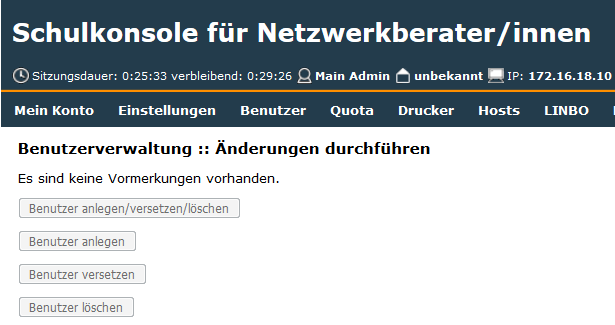 Schulkonsole für Netzwerkberater/innen
Sitzungsdauer: 0:25:33 verbleibend: 0:29:26 Main Admin unbekannt IP: 172.16.18.10
Mein Konto Einstellungen Benutzer Quota Drucker Hosts LINBO
Benutzerverwaltung :: Änderungen durchführen
Es sind keine Vormerkungen vorhanden.
Benutzer anlegen/versetzen/löschen
Benutzer anlegen
Benutzer versetzen
Benutzer löschen